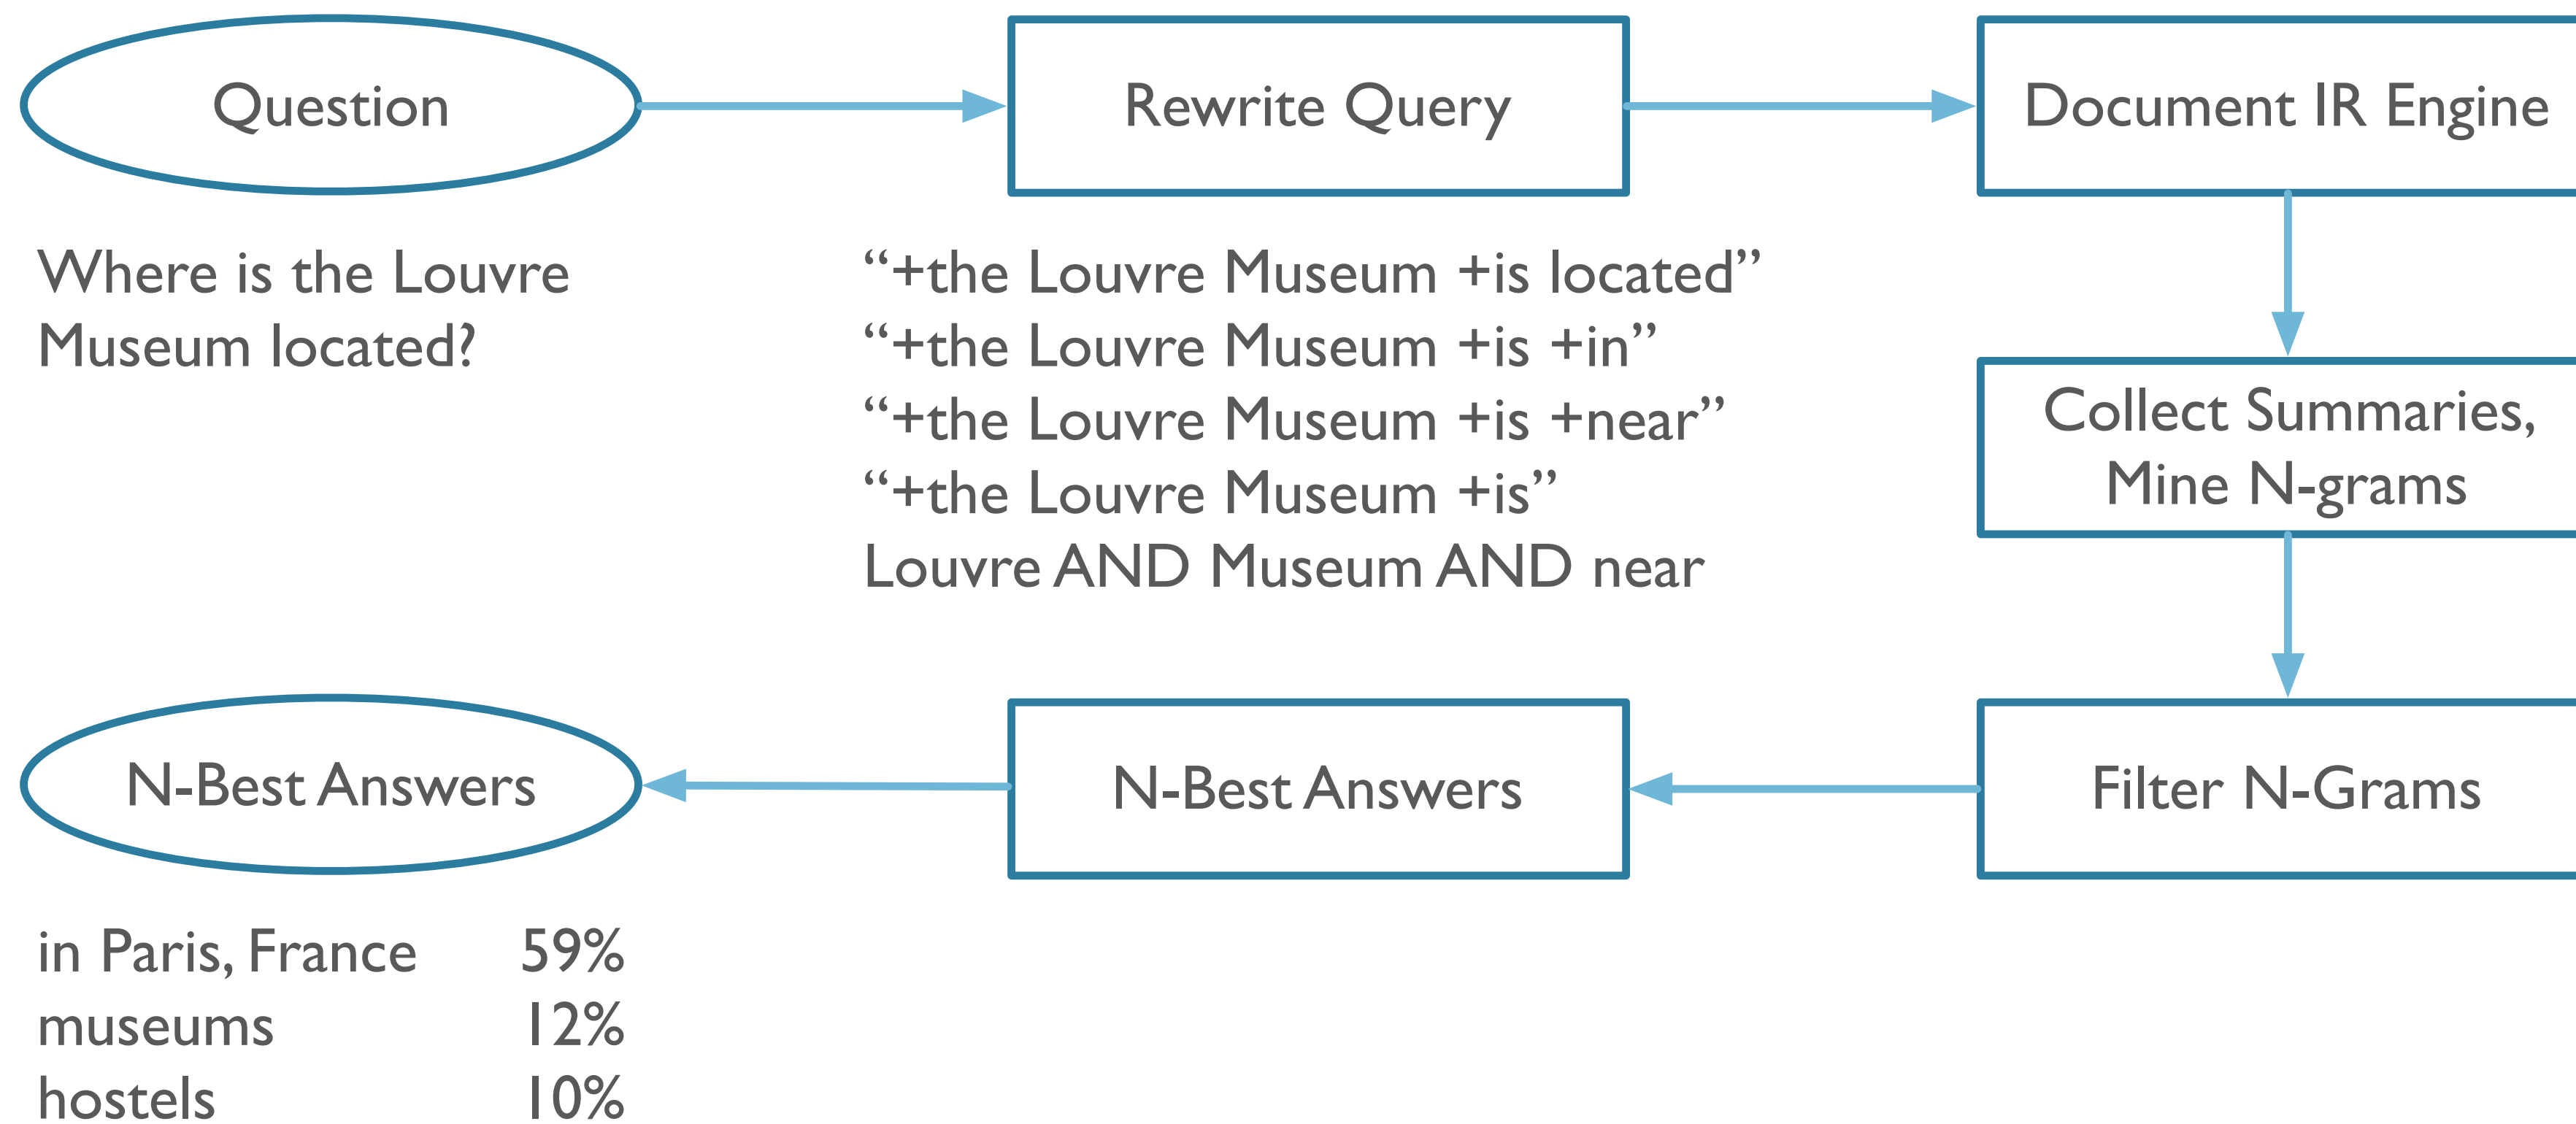 Question
Rewrite Query
Document IR Engine
Where is the Louvre
Museum located?
“+the Louvre Museum +is located”
“+the Louvre Museum +is +in”
“+the Louvre Museum +is +near”
“+the Louvre Museum +is”
Louvre AND Museum AND near
Collect Summaries,
Mine N-grams
Filter N-Grams
N-Best Answers
N-Best Answers
in Paris, France 59%
museums 12%
hostels 10%